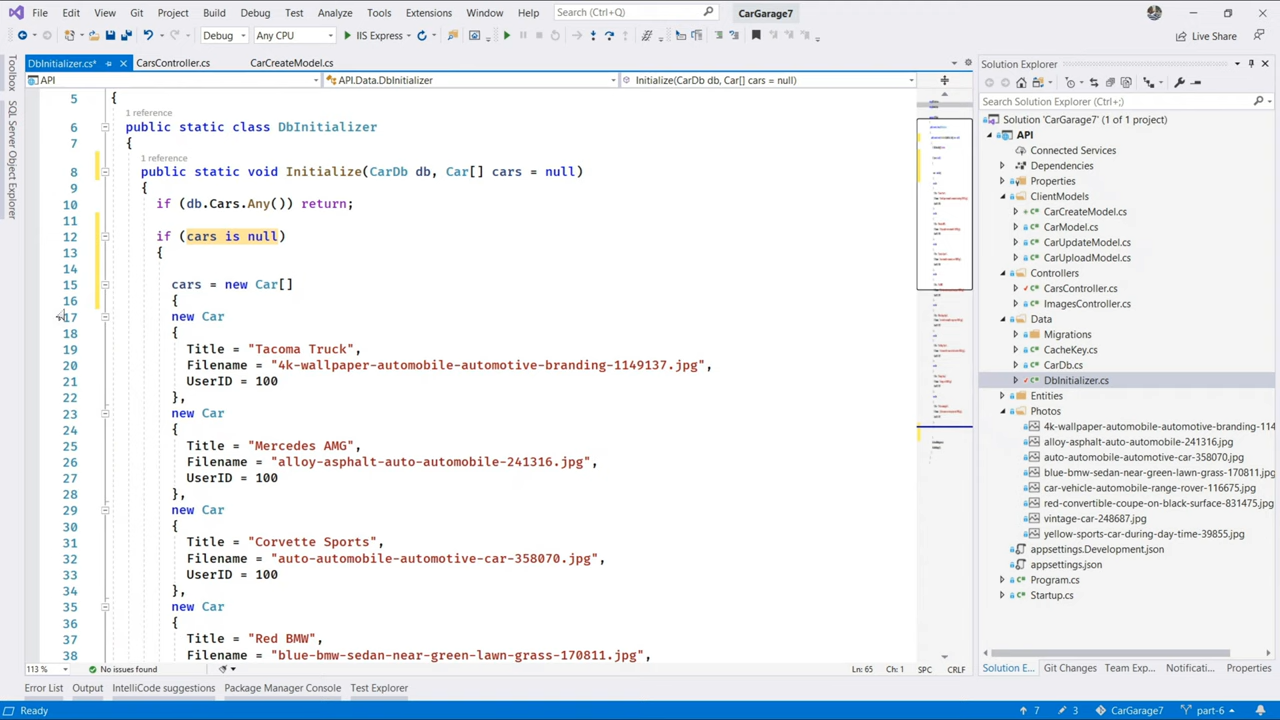 File Edit View Git Project Build Debug Test Analyze Tools Extensions Window Help Search (Ctrl+Q) CarGarage7
Debug Any CPU IIS Express Live Share
DbInitializer.cs* CarsController.cs CarCreateModel.cs
API API.Data.DbInitializer Initialize(CarDb db, Car[] cars = null)
Toolbox
SQL Server Object Explorer
5 {
1 reference
6 public static class DbInitializer
7 {
1 reference
8 public static void Initialize(CarDb db, Car[] cars = null)
9 {
10 if (db.Cars.Any()) return;
11
12 if (cars = null)
13 {
14
15 cars = new Car[]
16 {
17 new Car
18 {
19 Title = "Tacoma Truck",
20 Filename = "4k-wallpaper-automobile-automotive-branding-1149137.jpg",
21 UserID = 100
22 },
23 new Car
24 {
25 Title = "Mercedes AMG",
26 Filename = "alloy-asphalt-auto-automobile-241316.jpg",
27 UserID = 100
28 },
29 new Car
30 {
31 Title = "Corvette Sports",
32 Filename = "auto-automobile-automotive-car-358070.jpg",
33 UserID = 100
34 },
35 new Car
36 {
37 Title = "Red BMW",
38 Filename = "blue-bmw-sedan-near-green-lawn-grass-170811.jpg",
113 % No issues found Ln: 65 Ch: 1 SPC CRLF
Error List Output IntelliCode suggestions Package Manager Console Test Explorer
Solution Explorer
Search Solution Explorer (Ctrl+;)
Solution 'CarGarage7' (1 of 1 project)
API
Connected Services
Dependencies
Properties
ClientModels
CarCreateModel.cs
CarModel.cs
CarUpdateModel.cs
CarUploadModel.cs
Controllers
CarsController.cs
ImagesController.cs
Data
Migrations
CacheKey.cs
CarDb.cs
DbInitializer.cs
Entities
Photos
4k-wallpaper-automobile-automotive-branding-114
alloy-asphalt-auto-automobile-241316.jpg
auto-automobile-automotive-car-358070.jpg
blue-bmw-sedan-near-green-lawn-grass-170811.jpg
car-vehicle-automobile-range-rover-116675.jpg
red-convertible-coupe-on-black-surface-831475.jpg
vintage-car-248687.jpg
yellow-sports-car-during-day-time-39855.jpg
appsettings.Development.json
appsettings.json
Program.cs
Startup.cs
Solution E... Git Changes Team Exp... Notificati... Properties
Ready 7 3 CarGarage7 part-6